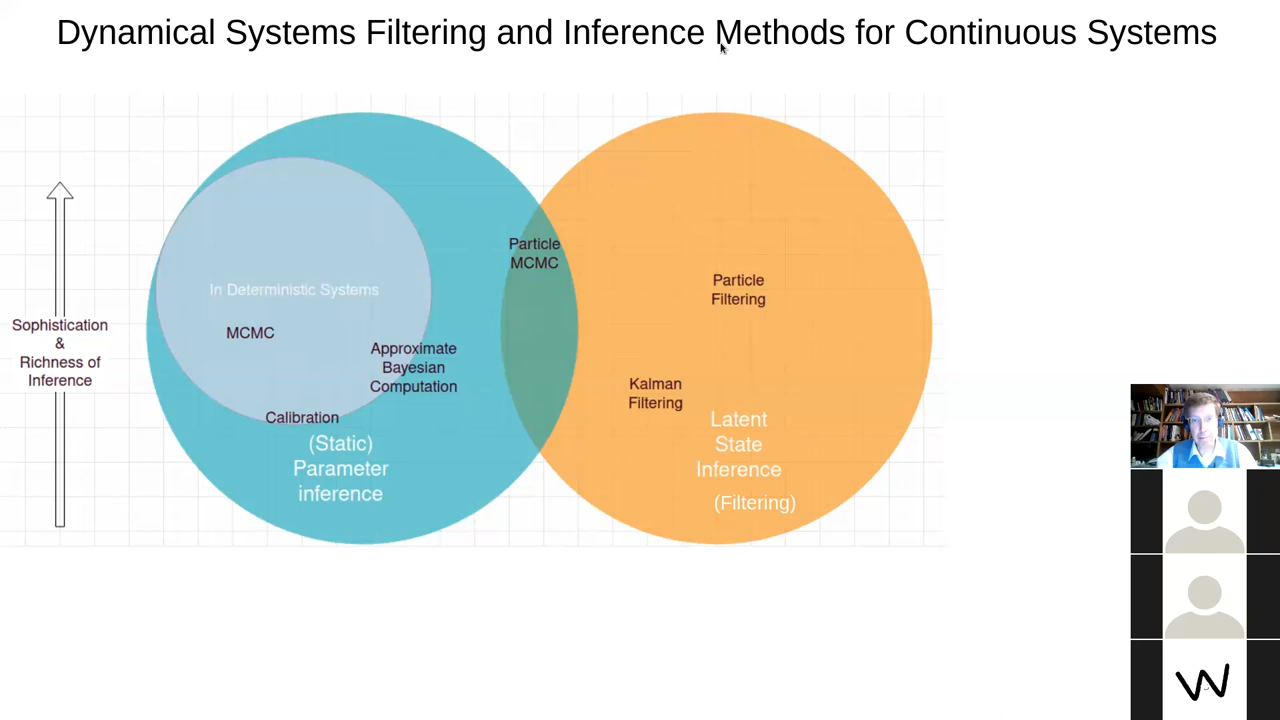 Dynamical Systems Filtering and Inference Methods for Continuous Systems
Sophistication
&
Richness of
Inference
In Deterministic Systems
MCMC
Approximate
Bayesian
Computation
Calibration
(Static)
Parameter
inference
Particle
MCMC
Particle
Filtering
Kalman
Filtering
Latent
State
Inference
(Filtering)
W